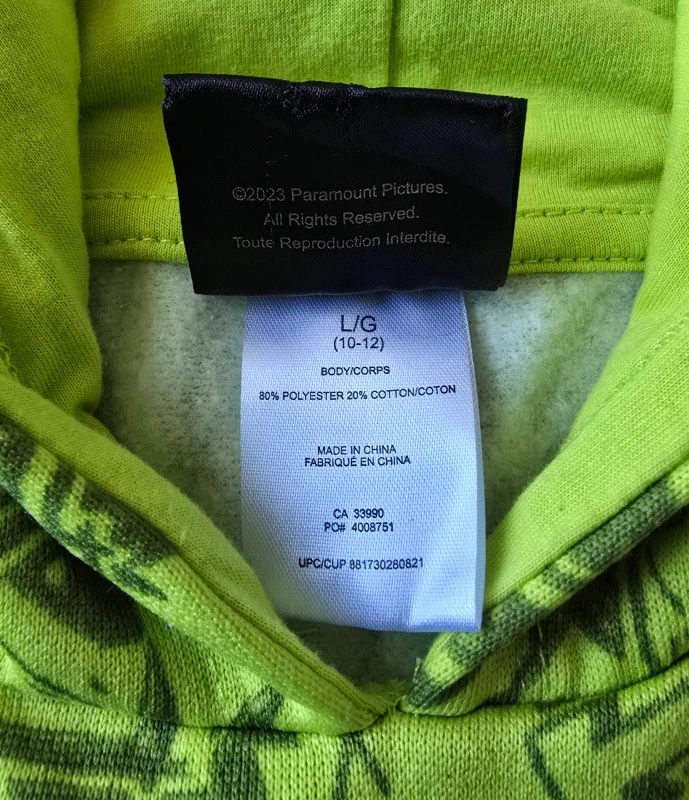 ©2023 Paramount Pictures.
All Rights Reserved.
Toute Reproduction Interdite.
L/G
(10-12)
BODY/CORPS
80% POLYESTER 20% COTTON/COTON
MADE IN CHINA
FABRIQUÉ EN CHINA
CA 33990
PO# 4008751
UPC/CUP 881730280821